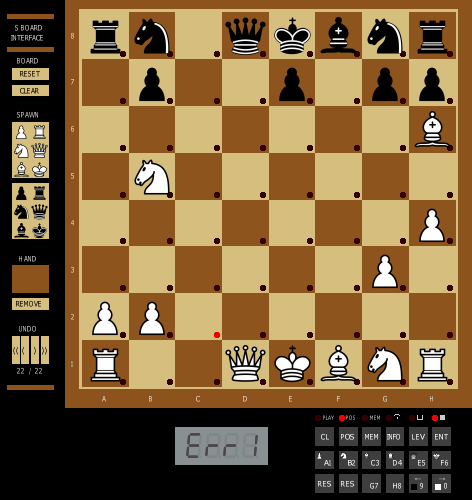 S BOARD
INTERFACE
BOARD
RESET
CLEAR
SPAWN
HAND
REMOVE
UNDO
22 / 22
8
7
6
5
4
3
2
1
A B C D E F G H
Err1
PLAY POS MEM
CL POS MEM INFO LEV ENT
A1 B2 C3 D4 E5 F6
RES RES G7 H8 9 0